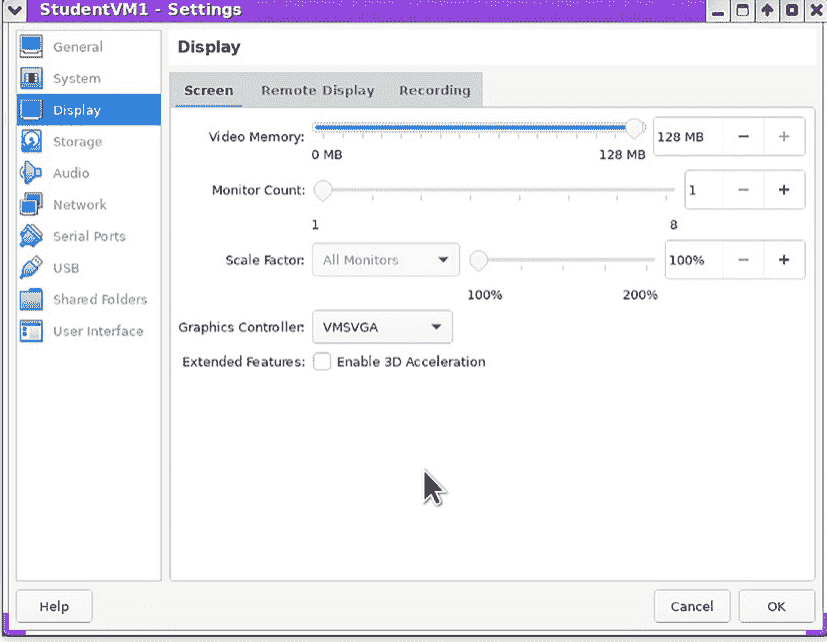 StudentVM1 - Settings
General
System
Display
Storage
Audio
Network
Serial Ports
USB
Shared Folders
User Interface
Display
Screen Remote Display Recording
Video Memory: 128 MB
0 MB 128 MB
Monitor Count: 1
1 8
Scale Factor: All Monitors 100%
100% 200%
Graphics Controller: VMSVGA
Extended Features: Enable 3D Acceleration
Help Cancel OK